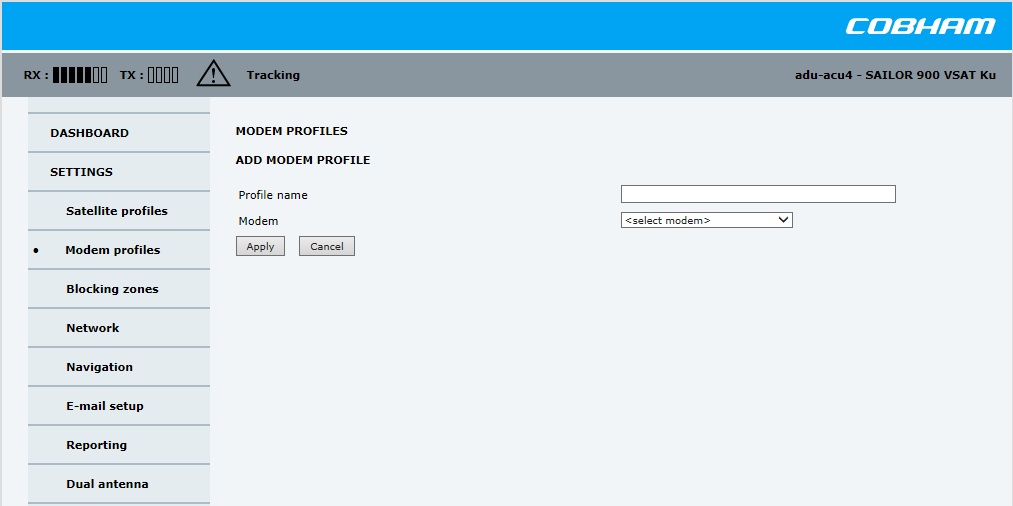 COBHAM
RX : TX : Tracking adu-acu4 - SAILOR 900 VSAT Ku
DASHBOARD
SETTINGS
Satellite profiles
• Modem profiles
Blocking zones
Network
Navigation
E-mail setup
Reporting
Dual antenna
MODEM PROFILES
ADD MODEM PROFILE
Profile name
Modem <select modem>
Apply Cancel